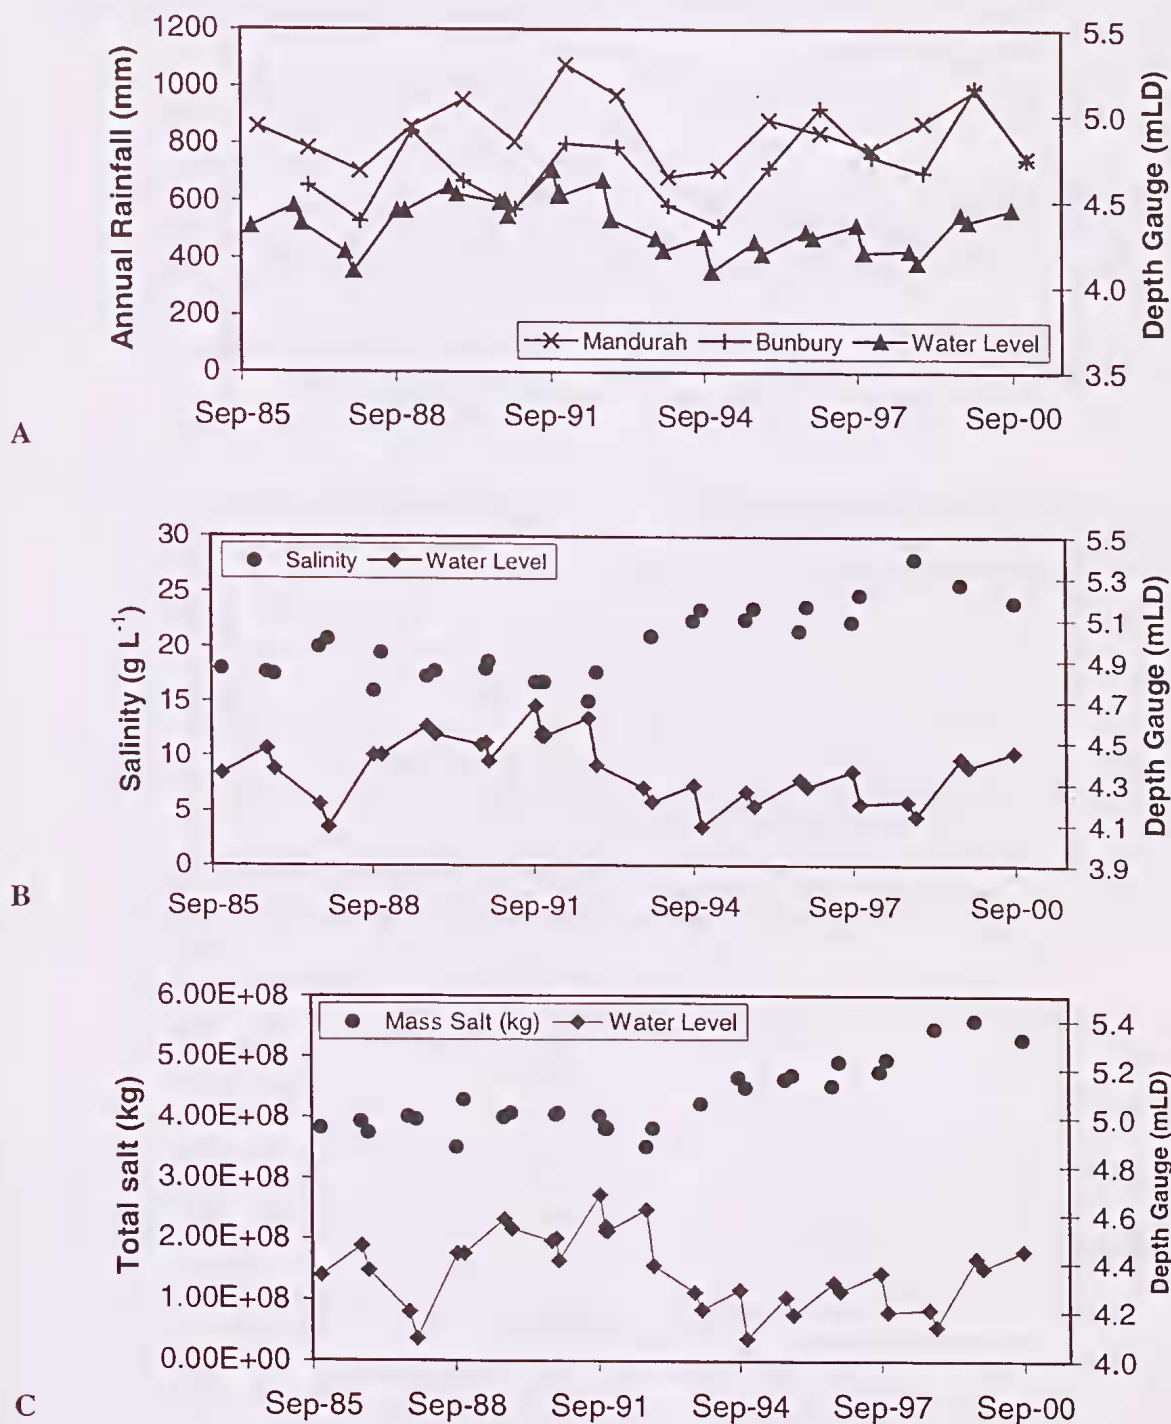 1200
1000
800
600
400
200
0
Annual Rainfall (mm)
5.5
5.0
4.5
4.0
3.5
Depth Gauge (mLD)
Mandurah Bunbury Water Level
Sep-85 Sep-88 Sep-91 Sep-94 Sep-97 Sep-00
A
30
25
20
15
10
5
0
Salinity (g L⁻¹)
Salinity Water Level
5.5
5.3
5.1
4.9
4.7
4.5
4.3
4.1
3.9
Depth Gauge (mLD)
Sep-85 Sep-88 Sep-91 Sep-94 Sep-97 Sep-00
B
6.00E+08
5.00E+08
4.00E+08
3.00E+08
2.00E+08
1.00E+08
0.00E+00
Total salt (kg)
Mass Salt (kg) Water Level
5.4
5.2
5.0
4.8
4.6
4.4
4.2
4.0
Depth Gauge (mLD)
Sep-85 Sep-88 Sep-91 Sep-94 Sep-97 Sep-00
C